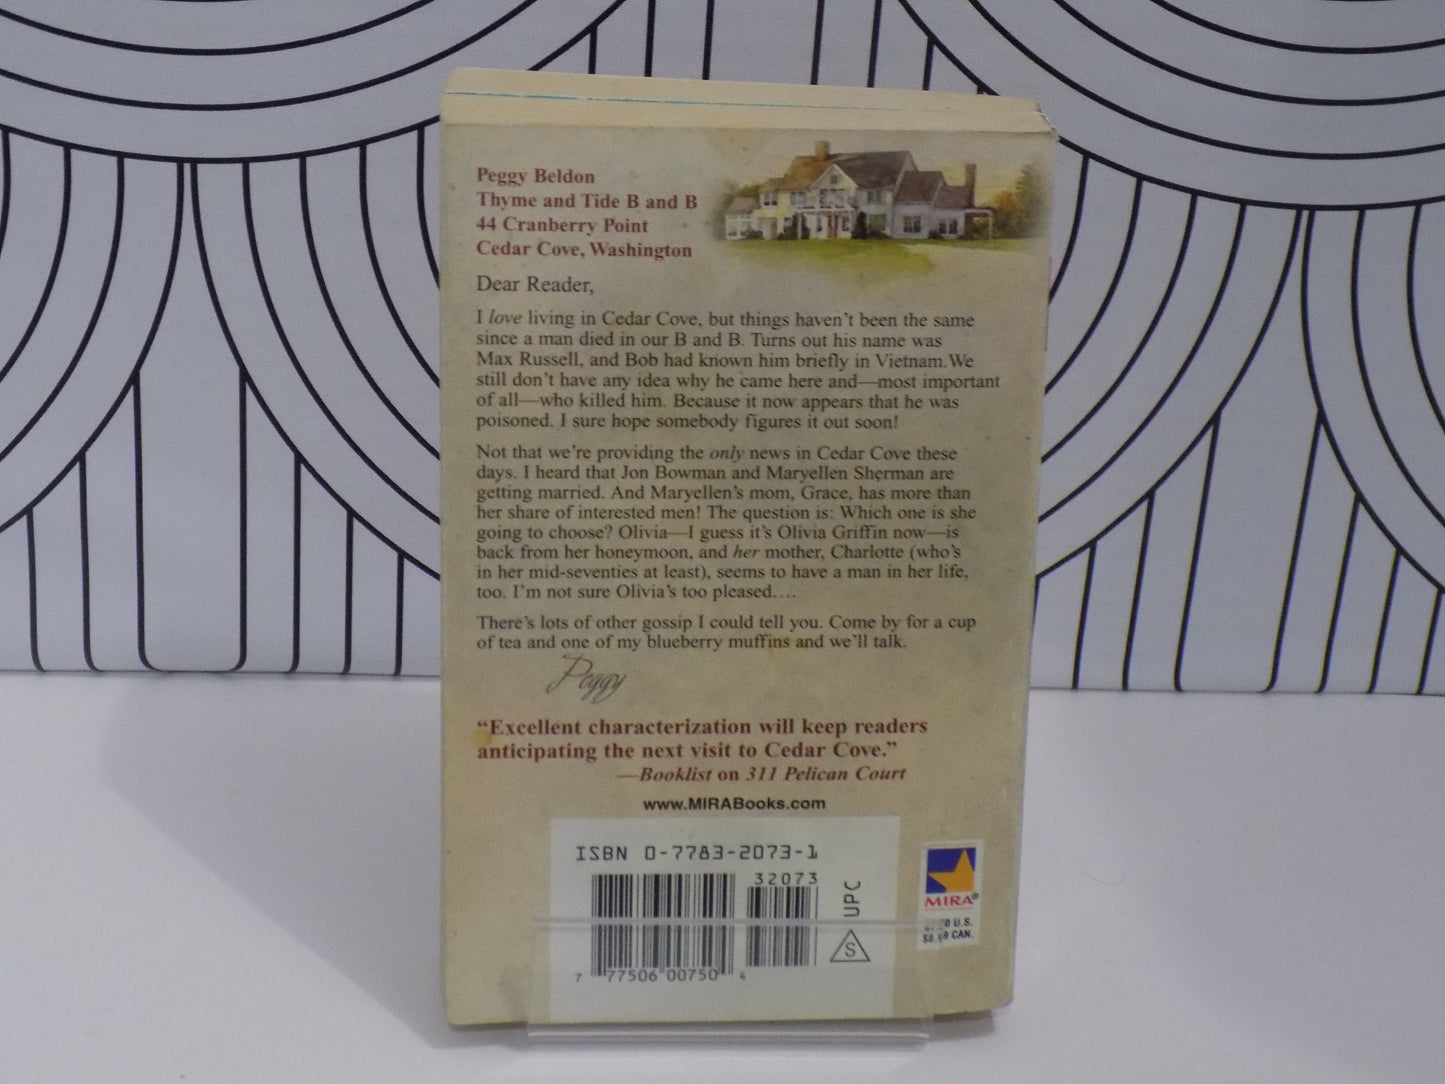 Peggy Beldon
Thyme and Tide B and B
44 Cranberry Point
Cedar Cove, Washington
Dear Reader,
I love living in Cedar Cove, but things haven't been the same
since a man died in our B and B. Turns out his name was
Max Russell, and Bob had known him briefly in Vietnam. We
still don't have any idea why he came here and—most important
of all—who killed him. Because it now appears that he was
poisoned. I sure hope somebody figures it out soon!
Not that we're providing the only news in Cedar Cove these
days. I heard that Jon Bowman and Maryellen Sherman are
getting married. And Maryellen's mom, Grace, has more than
her share of interested men! The question is: Which one is she
going to choose? Olivia—I guess it's Olivia Griffin now—is
back from her honeymoon, and her mother, Charlotte (who's
in her mid-seventies at least), seems to have a man in her life,
too. I'm not sure Olivia's too pleased….
There's lots of other gossip I could tell you. Come by for a cup
of tea and one of my blueberry muffins and we'll talk.
Peggy
"Excellent characterization will keep readers
anticipating the next visit to Cedar Cove."
—Booklist on 311 Pelican Court
www.MIRABooks.com
ISBN 0-7783-2073-1
32073
UPC
S
7 77506 00750 4
MIRA®
U.S.
CAN.